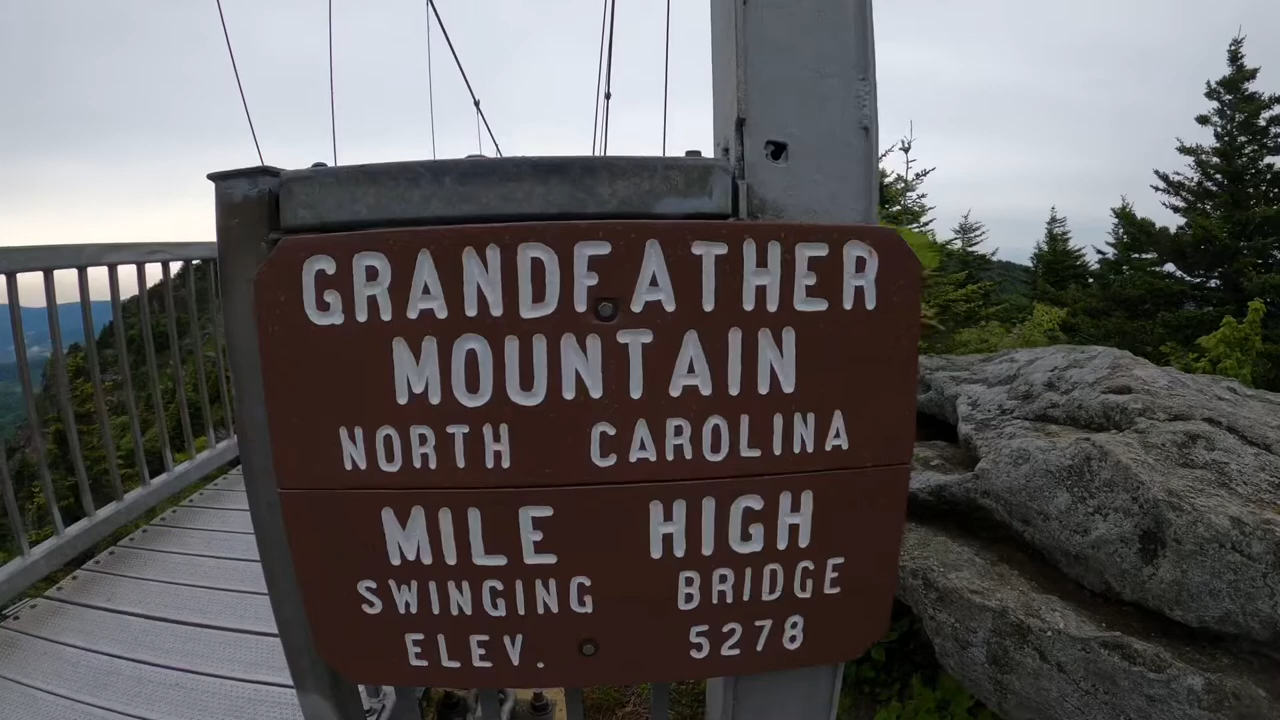 GRANDFATHER
MOUNTAIN
NORTH CAROLINA
MILE HIGH
SWINGING BRIDGE
ELEV. 5278